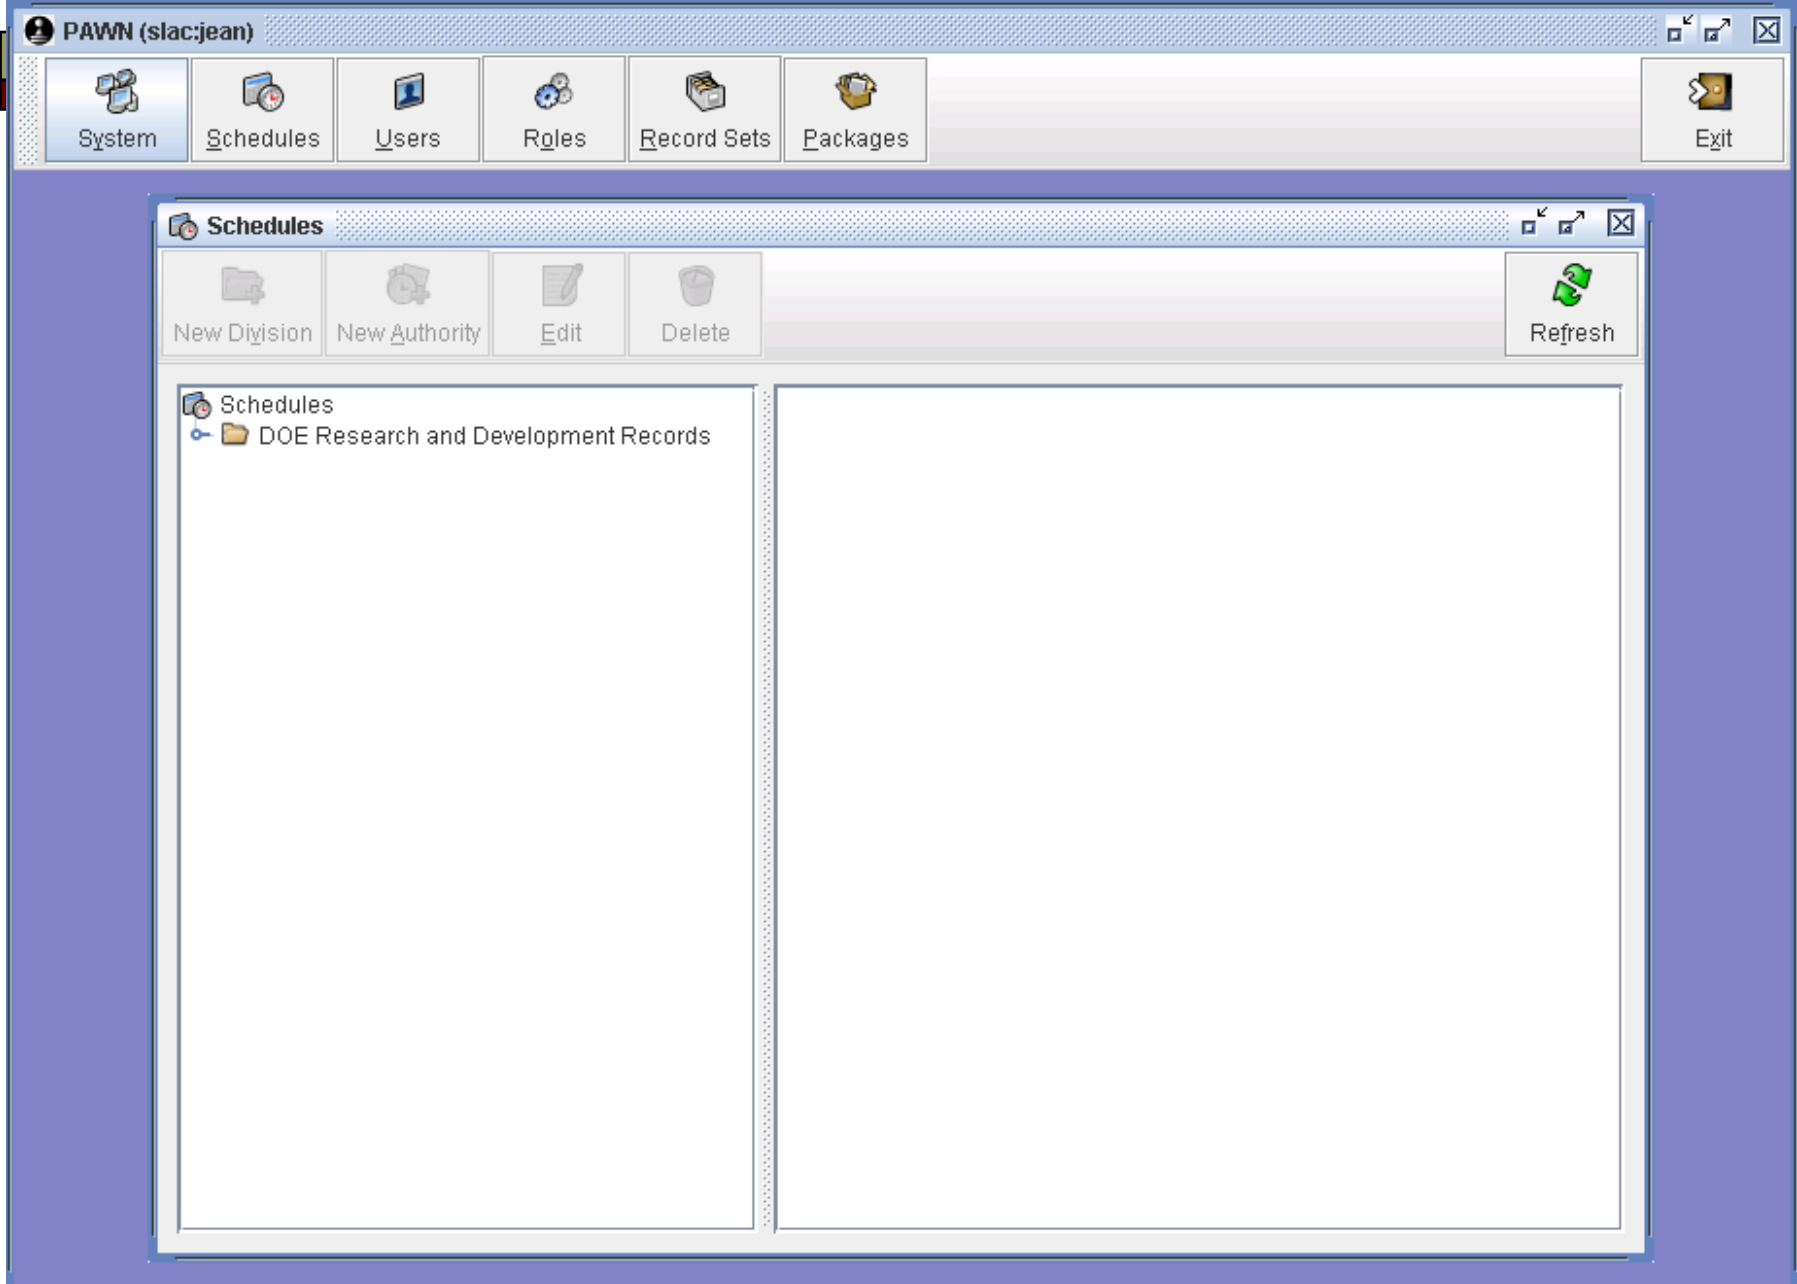 PAWN (slac:jean)
System Schedules Users Roles Record Sets Packages Exit
Schedules
New Division New Authority Edit Delete Refresh
Schedules
DOE Research and Development Records